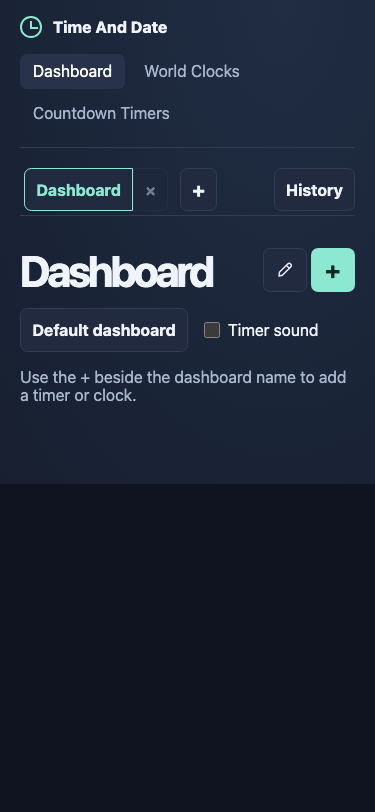 Time And Date
Dashboard World Clocks
Countdown Timers
Dashboard × + History
Dashboard +
Default dashboard Timer sound
Use the + beside the dashboard name to add
a timer or clock.